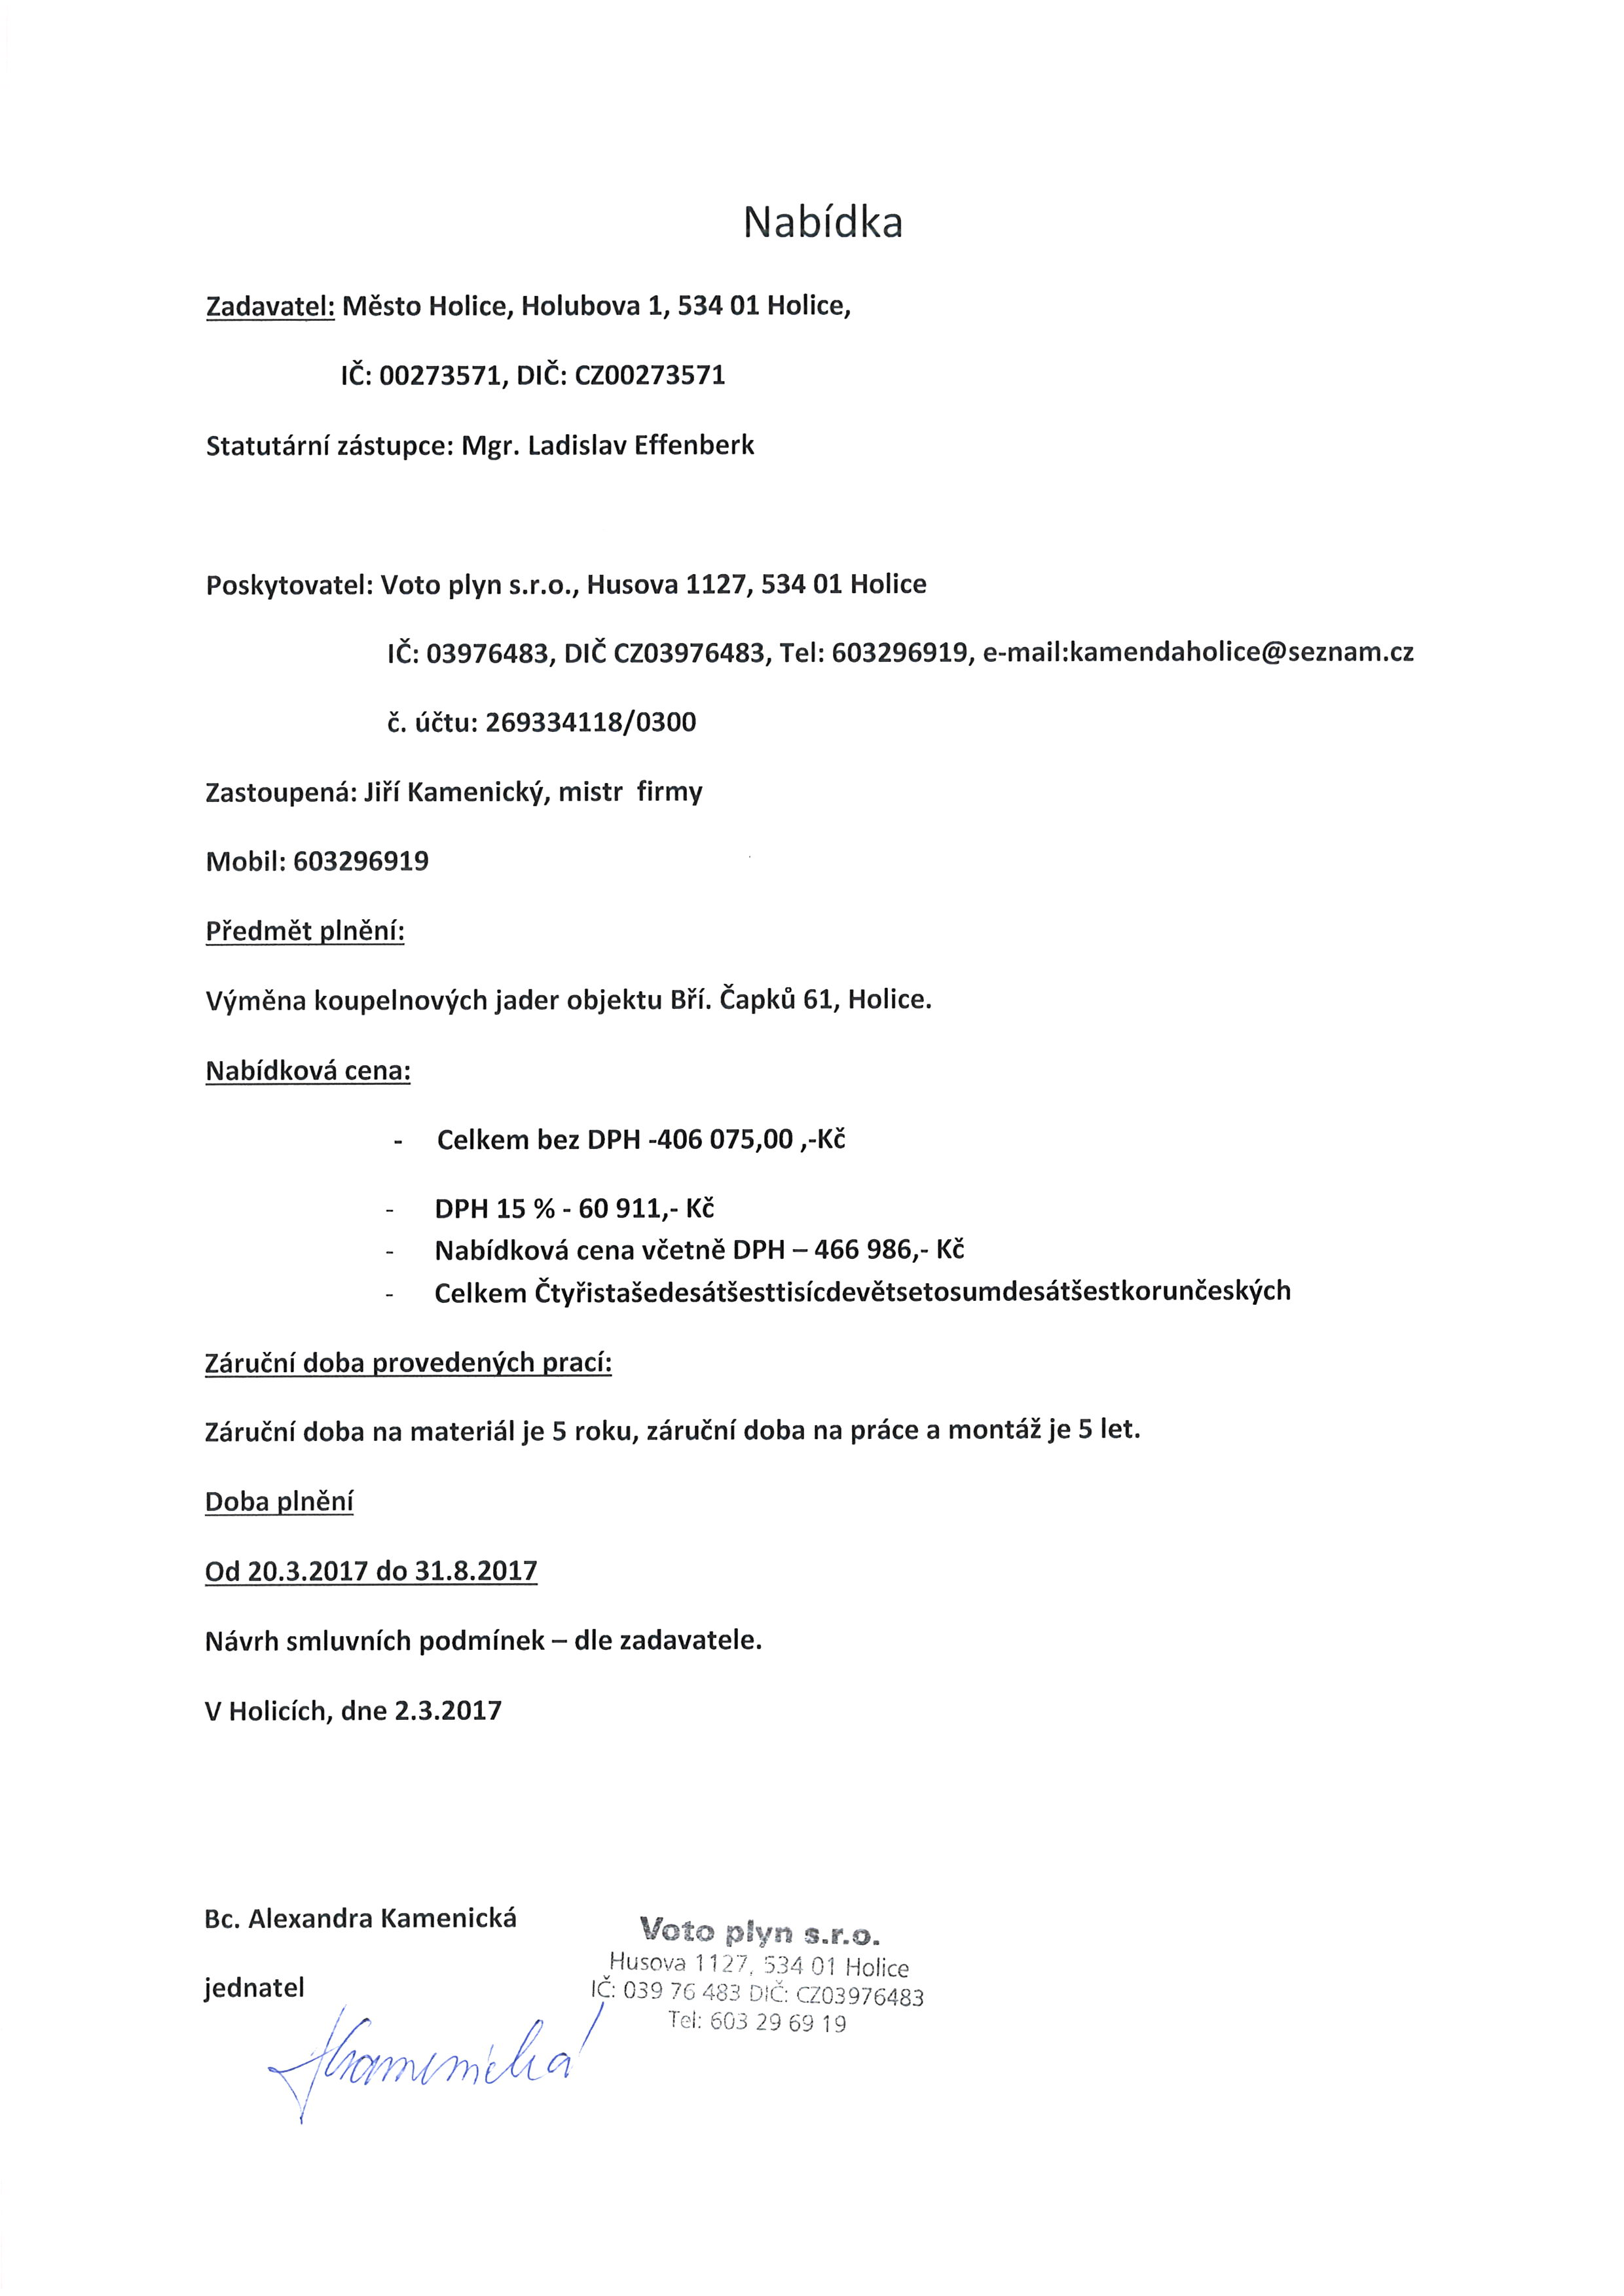 Nabídka
Zadavatel: Město Holice, Holubova 1, 534 01 Holice,
IČ: 00273571, DIČ: CZ00273571
Statutární zástupce: Mgr. Ladislav Effenberk
Poskytovatel: Voto plyn s.r.o., Husova 1127, 534 01 Holice
IČ: 03976483, DIČ CZ03976483, Tel: 603296919, e-mail:kamendaholice@seznam.cz
č. účtu: 269334118/0300
Zastoupená: Jiří Kamenický, mistr  firmy
Mobil: 603296919
Předmět plnění:
Výměna koupelnových jader objektu Bří. Čapků 61, Holice.
Nabídková cena:
- Celkem bez DPH -406 075,00 ,-Kč
- DPH 15 % - 60 911,- Kč
- Nabídková cena včetně DPH – 466 986,- Kč
- Celkem Čtyřistašedesátšesttisícdevětsetosumdesátšestkorunčeských
Záruční doba provedených prací:
Záruční doba na materiál je 5 roku, záruční doba na práce a montáž je 5 let.
Doba plnění
Od 20.3.2017 do 31.8.2017
Návrh smluvních podmínek – dle zadavatele.
V Holicích, dne 2.3.2017
Bc. Alexandra Kamenická
jednatel
Voto plyn s.r.o.
Husova 1127, 534 01 Holice
IČ: 039 76 483 DIČ: CZ03976483
Tel: 603 29 69 19
Kamenická